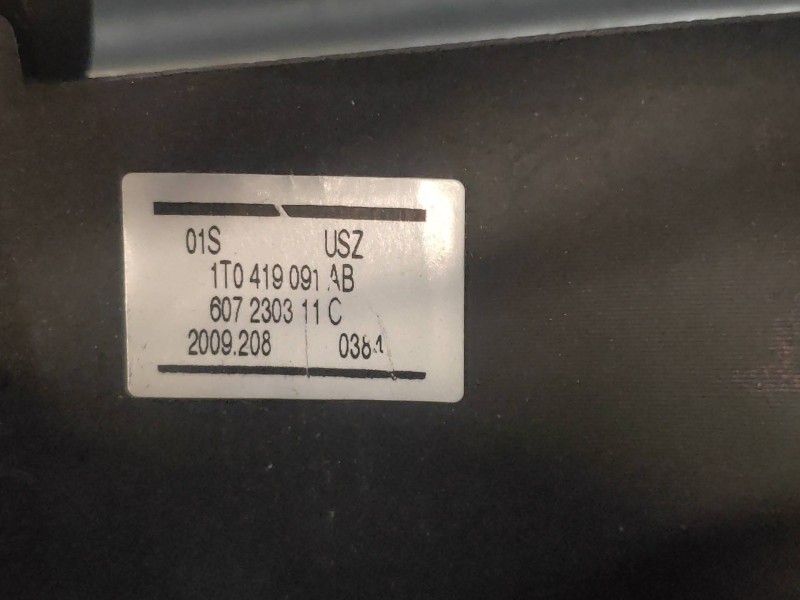 01S USZ
1T0 419 091 AB
607 2303 11 C
2009.208 0384